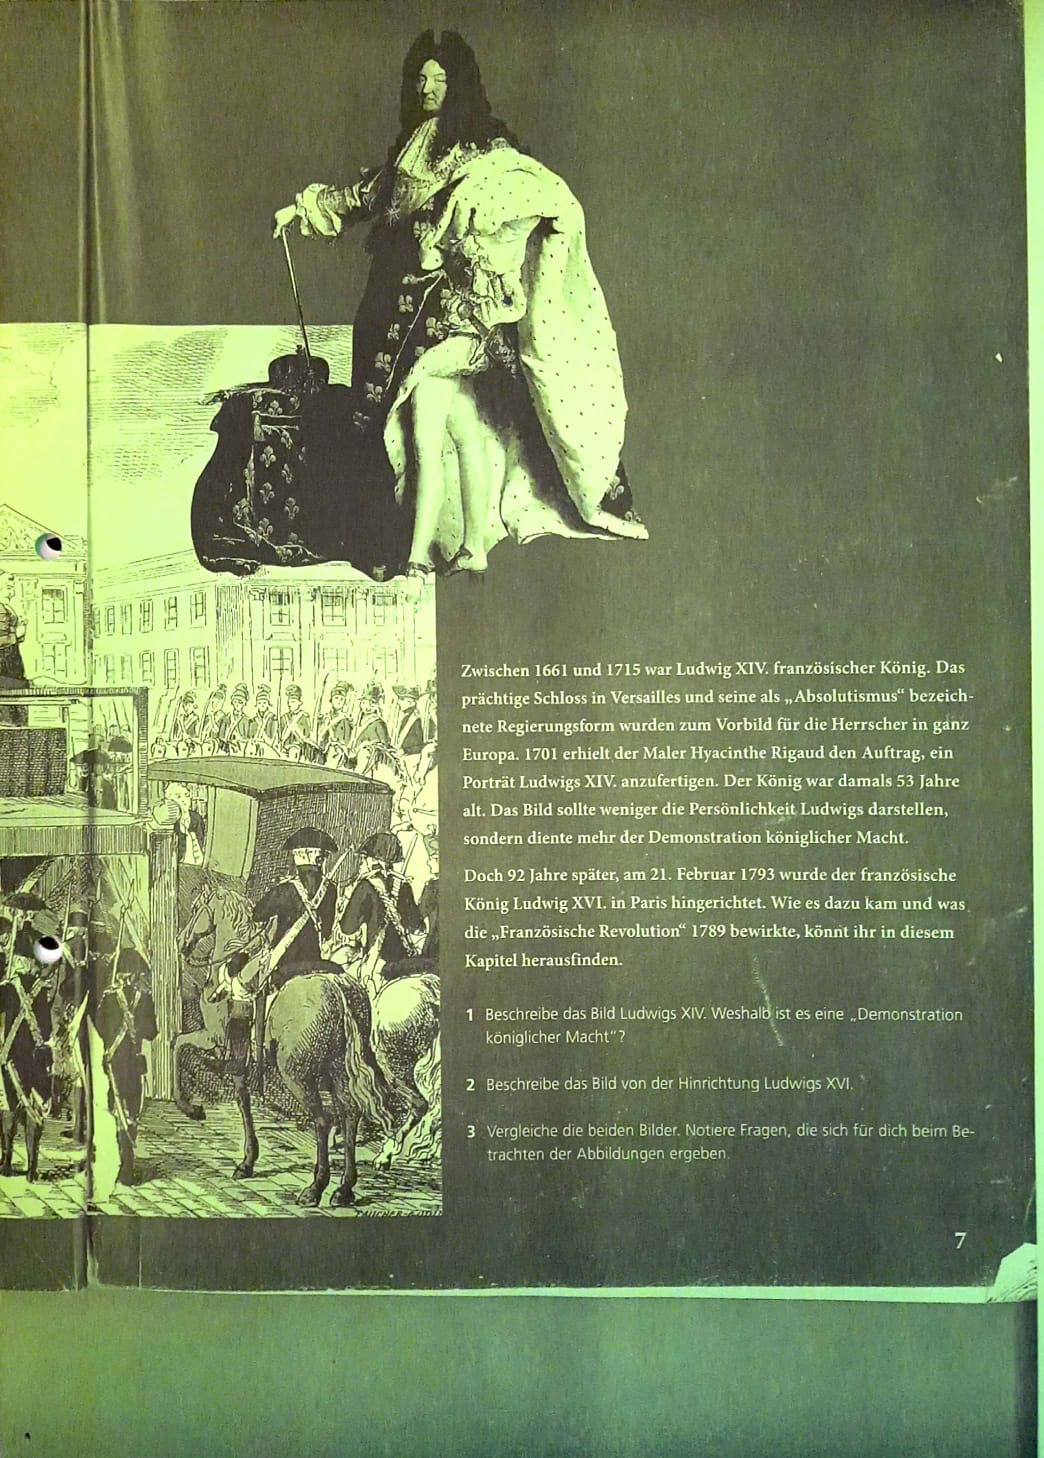 Zwischen 1661 und 1715 war Ludwig XIV. französischer König. Das
prächtige Schloss in Versailles und seine als „Absolutismus“ bezeich-
nete Regierungsform wurden zum Vorbild für die Herrscher in ganz
Europa. 1701 erhielt der Maler Hyacinthe Rigaud den Auftrag, ein
Porträt Ludwigs XIV. anzufertigen. Der König war damals 53 Jahre
alt. Das Bild sollte weniger die Persönlichkeit Ludwigs darstellen,
sondern diente mehr der Demonstration königlicher Macht.
Doch 92 Jahre später, am 21. Februar 1793 wurde der französische
König Ludwig XVI. in Paris hingerichtet. Wie es dazu kam und was
die „Französische Revolution“ 1789 bewirkte, könnt ihr in diesem
Kapitel herausfinden.
1 Beschreibe das Bild Ludwigs XIV. Weshalb ist es eine „Demonstration
königlicher Macht“?
2 Beschreibe das Bild von der Hinrichtung Ludwigs XVI.
3 Vergleiche die beiden Bilder. Notiere Fragen, die sich für dich beim Be-
trachten der Abbildungen ergeben.
7